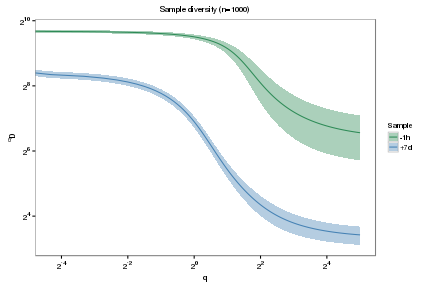 Sample diversity (n=1000)
2^10
2^8
2^6
2^4
qD
2^-4
2^-2
2^0
2^2
2^4
q
Sample
-1h
+7d